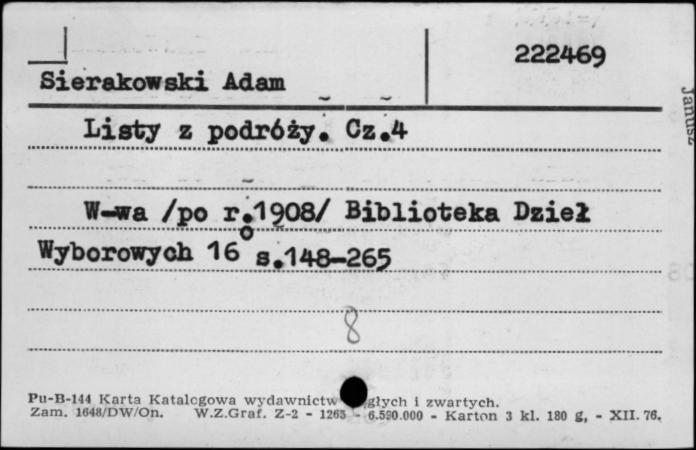 222469
Sierakowski Adam
Listy z podróży. Cz.4
W-wa /po r.1908/ Biblioteka Dzieł
Wyborowych 16° s.148-265
8
Pu-B-144 Karta Katalogowa wydawnictw głych i zwartych.
Zam. 1648/DW/On. W.Z.Graf. Z-2 - 1265 6.590.000 - Karton 3 kl. 180 g, - XII. 76.
Janusz